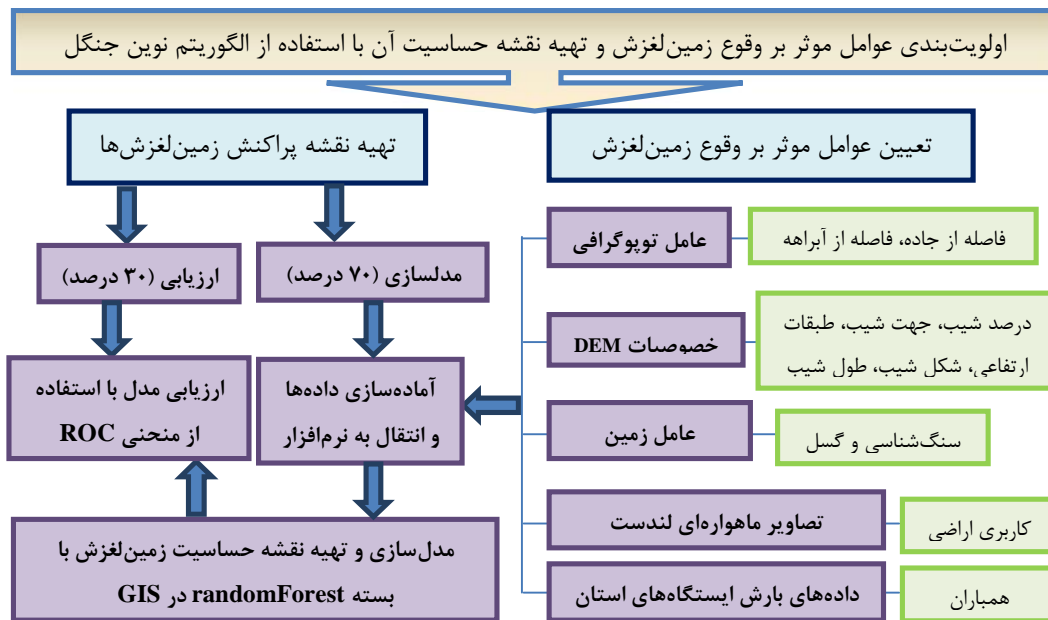 اولویت‌بندی عوامل موثر بر وقوع زمین‌لغزش و تهیه نقشه حساسیت آن با استفاده از الگوریتم نوین جنگل
تعیین عوامل موثر بر وقوع زمین‌لغزش
تهیه نقشه پراکنش زمین‌لغزش‌ها
عامل توپوگرافی
فاصله از جاده، فاصله از آبراهه
خصوصیات DEM
درصد شیب، جهت شیب، طبقات
ارتفاعی، شکل شیب، طول شیب
عامل زمین
سنگ‌شناسی و گسل
تصاویر ماهواره‌ای لندست
کاربری اراضی
داده‌های بارش ایستگاه‌های استان
همباران
مدلسازی (۷۰ درصد)
ارزیابی (۳۰ درصد)
آماده‌سازی داده‌ها
و انتقال به نرم‌افزار
ارزیابی مدل با استفاده
از منحنی ROC
مدل‌سازی و تهیه نقشه حساسیت زمین‌لغزش با
بسته randomForest در GIS